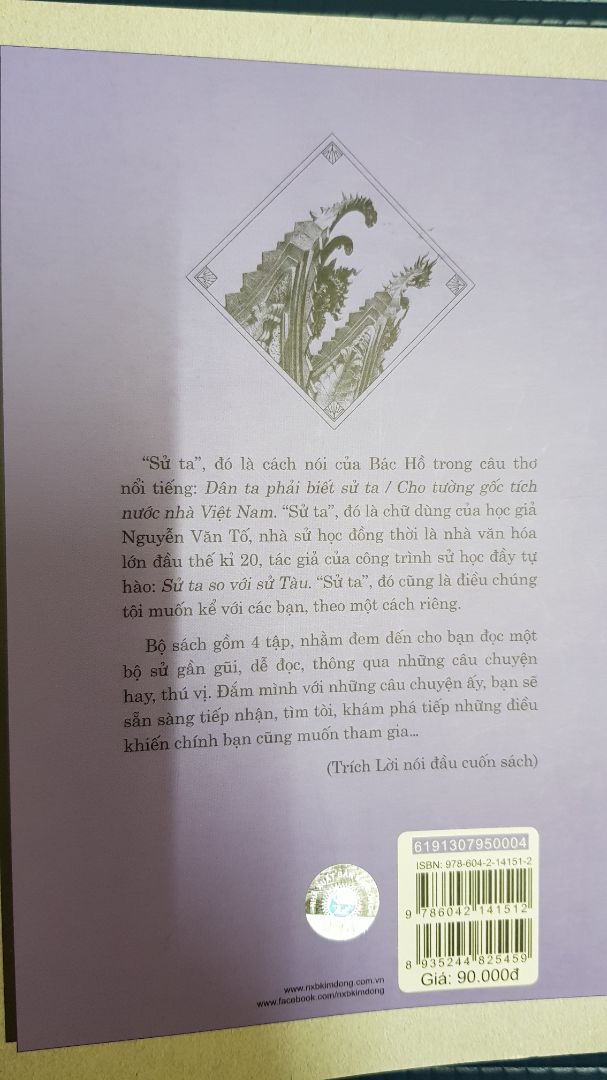 “Sử ta”, đó là cách nói của Bác Hồ trong câu thơ
nổi tiếng: Dân ta phải biết sử ta / Cho tường gốc tích
nước nhà Việt Nam. “Sử ta”, đó là chữ dùng của học giả
Nguyễn Văn Tố, nhà sử học đồng thời là nhà văn hóa
lớn đầu thế kỉ 20, tác giả của công trình sử học đầy tự
hào: Sử ta so với sử Tàu. “Sử ta”, đó cũng là điều chúng
tôi muốn kể với các bạn, theo một cách riêng.
Bộ sách gồm 4 tập, nhằm đem đến cho bạn đọc một
bộ sử gần gũi, dễ đọc, thông qua những câu chuyện
hay, thú vị. Đắm mình với những câu chuyện ấy, bạn sẽ
sẵn sàng tiếp nhận, tìm tòi, khám phá tiếp những điều
khiến chính bạn cũng muốn tham gia...
(Trích Lời nói đầu cuốn sách)
6191307950004
ISBN: 978-604-2-14151-2
9 786042 141512
8 935244 825459
Giá: 90.000đ
www.nxbkimdong.com.vn
www.facebook.com/nxbkimdong